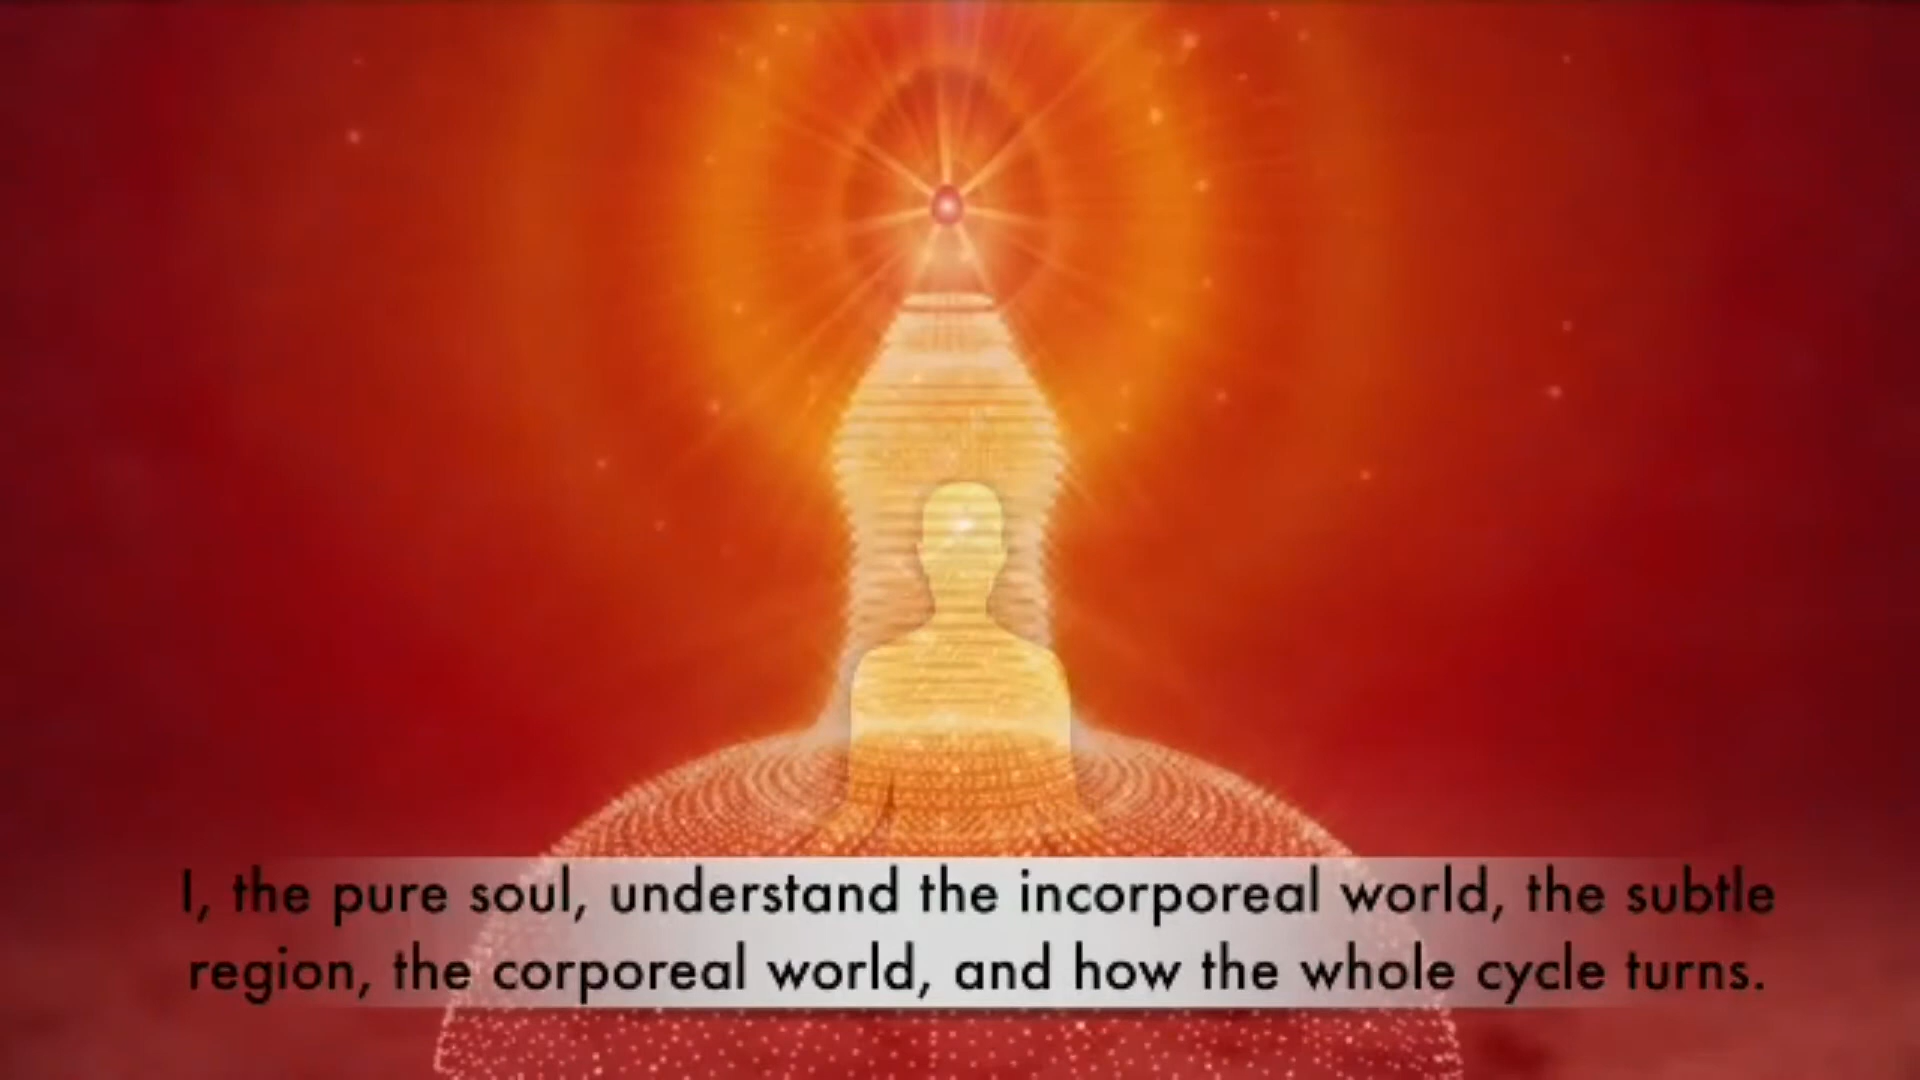 I, the pure soul, understand the incorporeal world, the subtle
region, the corporeal world, and how the whole cycle turns.